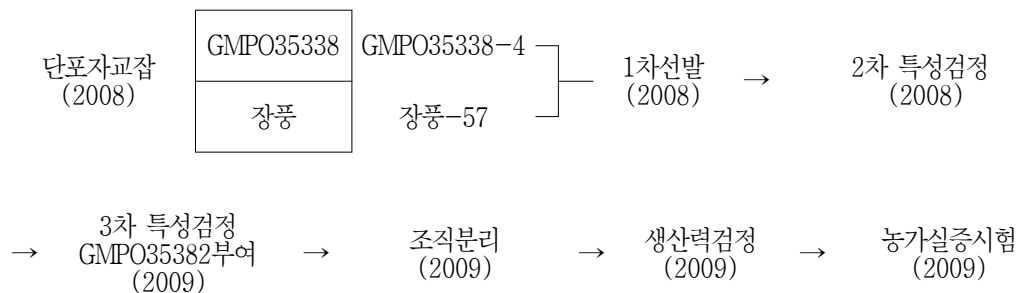 단포자교잡
(2008)
GMPO35338
장풍
GMPO35338-4
장풍-57
1차선발
(2008)
→
2차 특성검정
(2008)
→
3차 특성검정
GMPO35382부여
(2009)
→
조직분리
(2009)
→
생산력검정
(2009)
→
농가실증시험
(2009)